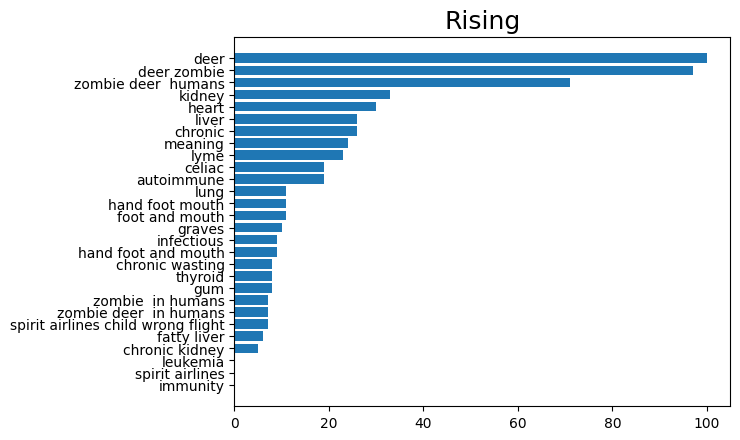 Rising
deer
deer zombie
zombie deer  humans
kidney
heart
liver
chronic
meaning
lyme
celiac
autoimmune
lung
hand foot mouth
foot and mouth
graves
infectious
hand foot and mouth
chronic wasting
thyroid
gum
zombie  in humans
zombie deer  in humans
spirit airlines child wrong flight
fatty liver
chronic kidney
leukemia
spirit airlines
immunity
0 20 40 60 80 100